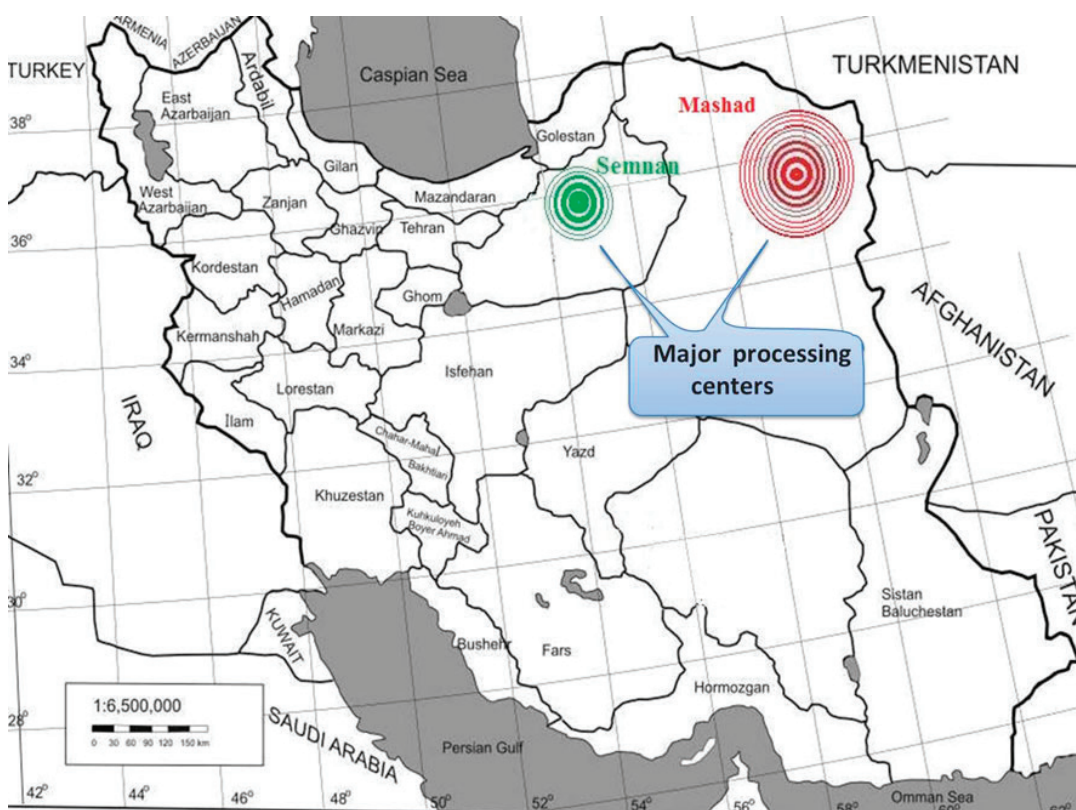 ARMENIA
AZERBAIJAN
TURKEY
Caspian Sea
TURKMENISTAN
East
Azarbaijan
Ardabil
Mashad
38°
Golestan
Gilan
Semnan
West
Azarbaijan
Zanjan
Mazandaran
Ghazvin
Tehran
36°
Kordestan
Hamadan
Ghom
AFGHANISTAN
Kermanshah
Markazi
Major processing
centers
34°
Isfehan
Lorestan
IRAQ
Ilam
Chahar-Mahal
Bakhtian
Yazd
32°
Khuzestan
Kuhkuloyeh
Boyer Ahmad
PAKISTAN
30°
Sistan
Baluchestan
KUWAIT
Bushehr
Fars
Hormozgan
1:6,500,000
0 30 60 90 120 150 km
28°
SAUDI ARABIA
Persian Gulf
Omman Sea
42° 44° 46° 48° 50° 52° 54° 56° 58°